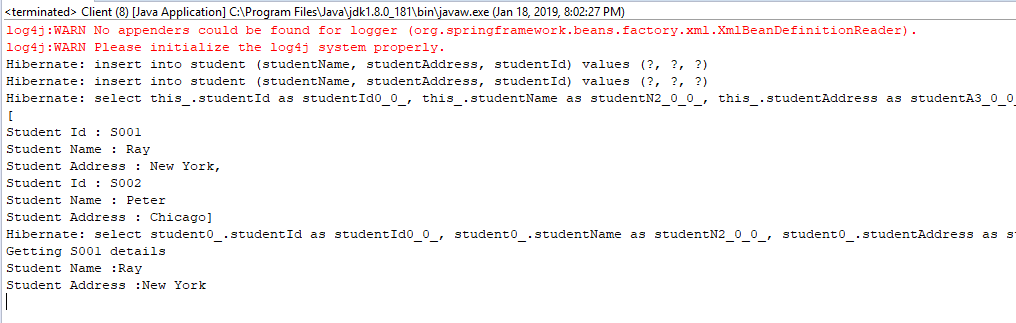 <terminated> Client (8) [Java Application] C:\Program Files\Java\jdk1.8.0_181\bin\javaw.exe (Jan 18, 2019, 8:02:27 PM)
log4j:WARN No appenders could be found for logger (org.springframework.beans.factory.xml.XmlBeanDefinitionReader).
log4j:WARN Please initialize the log4j system properly.
Hibernate: insert into student (studentName, studentAddress, studentId) values (?, ?, ?)
Hibernate: insert into student (studentName, studentAddress, studentId) values (?, ?, ?)
Hibernate: select this_.studentId as studentId0_0_, this_.studentName as studentN2_0_0_, this_.studentAddress as studentA3_0_0_
[
Student Id : S001
Student Name : Ray
Student Address : New York,
Student Id : S002
Student Name : Peter
Student Address : Chicago]
Hibernate: select student0_.studentId as studentId0_0_, student0_.studentName as studentN2_0_0_, student0_.studentAddress as st
Getting S001 details
Student Name :Ray
Student Address :New York